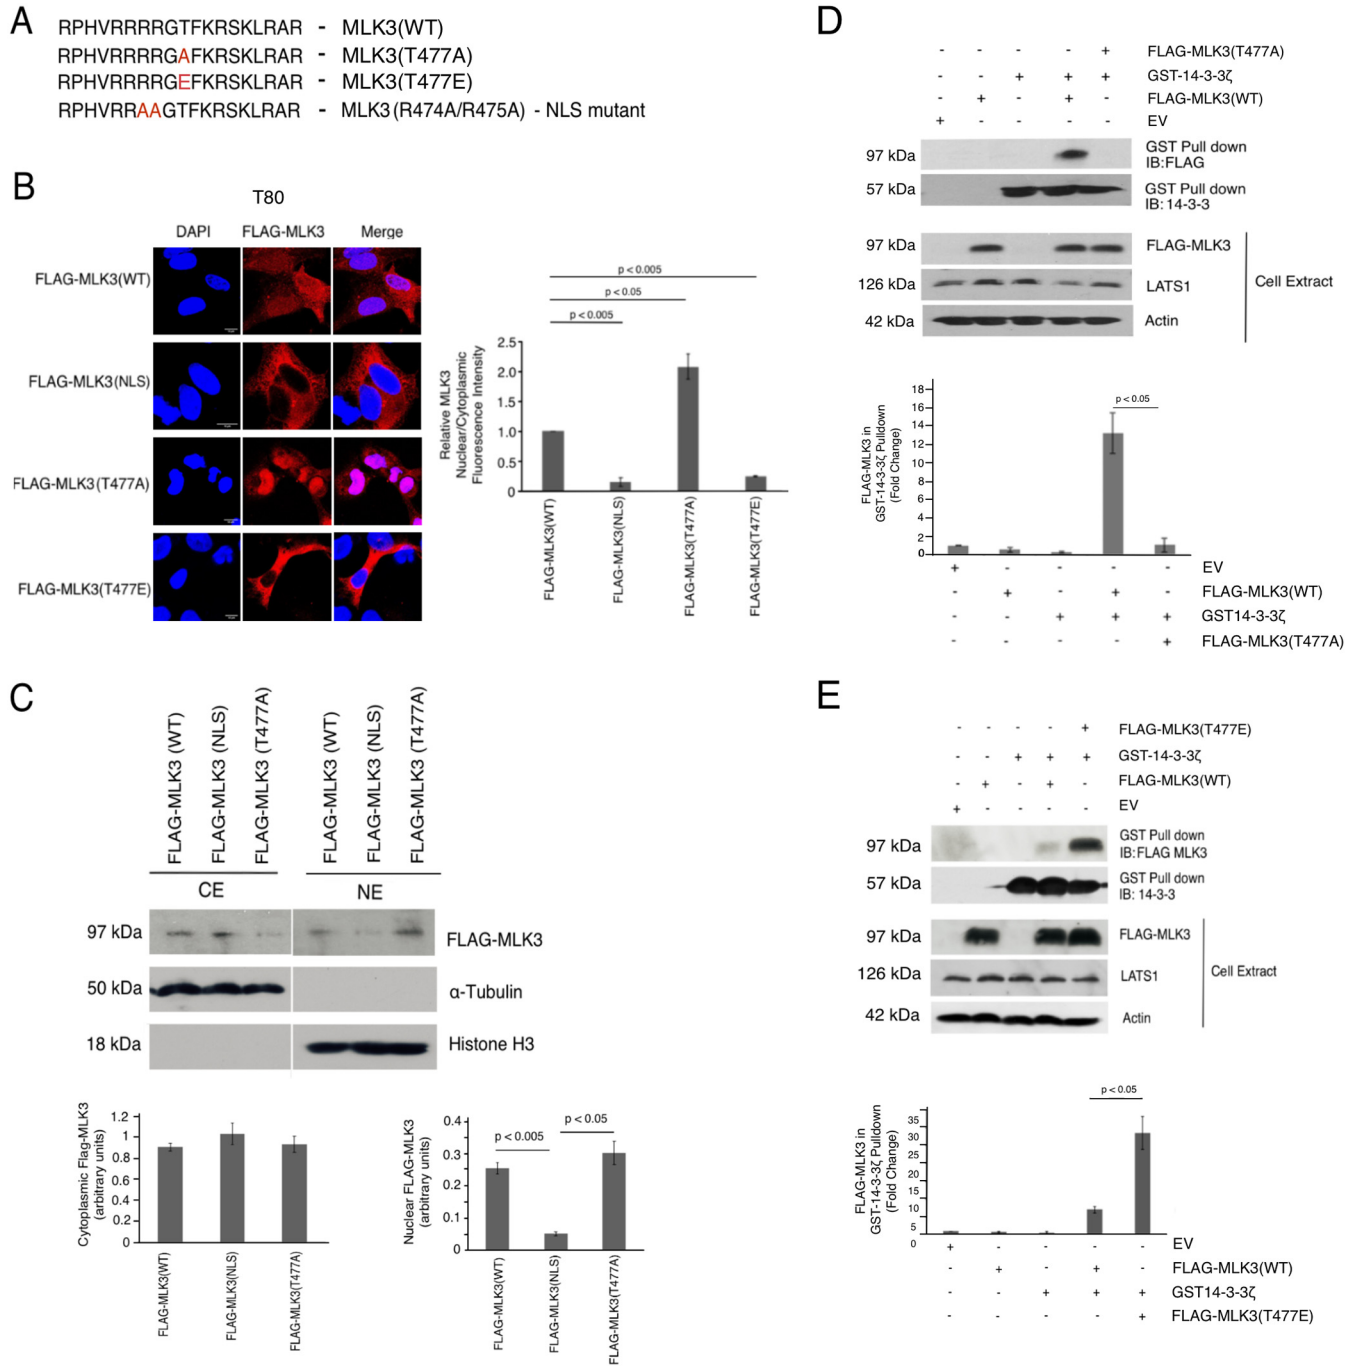 A
RPHVRRRRGTFKRSKLRAR - MLK3(WT)
RPHVRRRRGAFKRSKLRAR - MLK3(T477A)
RPHVRRRRGEFKRSKLRAR - MLK3(T477E)
RPHVRRAAGTFKRSKLRAR - MLK3(R474A/R475A) - NLS mutant
B
T80
DAPI FLAG-MLK3 Merge
FLAG-MLK3(WT)
FLAG-MLK3(NLS)
FLAG-MLK3(T477A)
FLAG-MLK3(T477E)
p < 0.005
p < 0.05
p < 0.005
Relative MLK3
Nuclear/Cytoplasmic
Fluorescence Intensity
2.5
2.0
1.5
1.0
0.5
0
FLAG-MLK3(WT)
FLAG-MLK3(NLS)
FLAG-MLK3(T477A)
FLAG-MLK3(T477E)
C
FLAG-MLK3 (WT)
FLAG-MLK3 (NLS)
FLAG-MLK3 (T477A)
FLAG-MLK3 (WT)
FLAG-MLK3 (NLS)
FLAG-MLK3 (T477A)
CE NE
97 kDa FLAG-MLK3
50 kDa α-Tubulin
18 kDa Histone H3
Cytoplasmic Flag-MLK3
(arbitrary units)
1.2
1
0.8
0.6
0.4
0.2
0
FLAG-MLK3(WT)
FLAG-MLK3(NLS)
FLAG-MLK3(T477A)
Nuclear FLAG-MLK3
(arbitrary units)
0.4
0.3
0.2
0.1
0
p < 0.005
p < 0.05
FLAG-MLK3(WT)
FLAG-MLK3(NLS)
FLAG-MLK3(T477A)
D
- - - - + FLAG-MLK3(T477A)
- - + + + GST-14-3-3ζ
- + - + - FLAG-MLK3(WT)
+ - - - - EV
97 kDa GST Pull down
IB:FLAG
57 kDa GST Pull down
IB: 14-3-3
97 kDa FLAG-MLK3
126 kDa LATS1
42 kDa Actin
Cell Extract
FLAG-MLK3 in
GST-14-3-3ζ Pulldown
(Fold Change)
18
16
14
12
10
8
6
4
2
0
p < 0.05
+ - - - - EV
- + - + - FLAG-MLK3(WT)
- - + + + GST14-3-3ζ
- - - - + FLAG-MLK3(T477A)
E
- - - - + FLAG-MLK3(T477E)
- - + + + GST-14-3-3ζ
- + - + - FLAG-MLK3(WT)
+ - - - - EV
97 kDa GST Pull down
IB:FLAG MLK3
57 kDa GST Pull down
IB: 14-3-3
97 kDa FLAG-MLK3
126 kDa LATS1
42 kDa Actin
Cell Extract
FLAG-MLK3 in
GST-14-3-3ζ Pulldown
(Fold Change)
35
30
25
20
15
10
5
0
p < 0.05
+ - - - - EV
- + - + - FLAG-MLK3(WT)
- - + + + GST14-3-3ζ
- - - - + FLAG-MLK3(T477E)